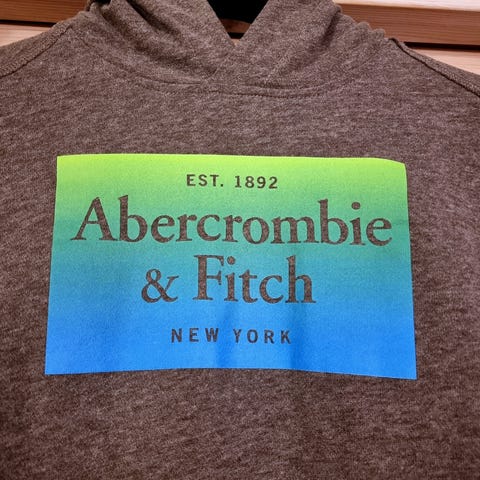 EST. 1892
Abercrombie
& Fitch
NEW YORK